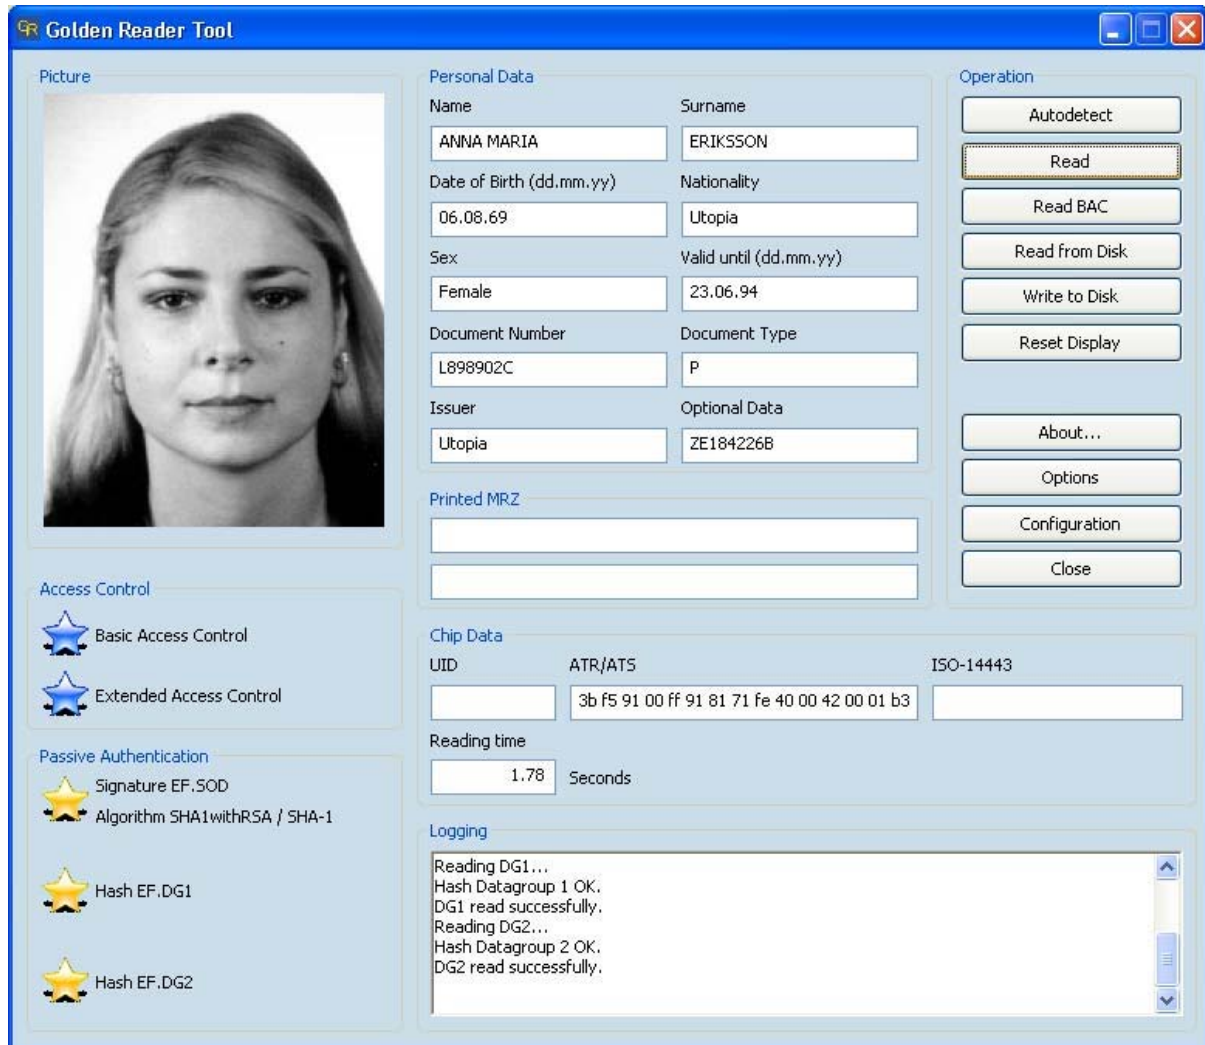 GR Golden Reader Tool
Picture
Personal Data
Name Surname
ANNA MARIA ERIKSSON
Date of Birth (dd.mm.yy) Nationality
06.08.69 Utopia
Sex Valid until (dd.mm.yy)
Female 23.06.94
Document Number Document Type
L898902C P
Issuer Optional Data
Utopia ZE184226B
Printed MRZ
Operation
Autodetect
Read
Read BAC
Read from Disk
Write to Disk
Reset Display
About...
Options
Configuration
Close
Access Control
Basic Access Control
Extended Access Control
Passive Authentication
Signature EF.SOD
Algorithm SHA1withRSA / SHA-1
Hash EF.DG1
Hash EF.DG2
Chip Data
UID ATR/ATS ISO-14443
3b f5 91 00 ff 91 81 71 fe 40 00 42 00 01 b3
Reading time
1.78 Seconds
Logging
Reading DG1...
Hash Datagroup 1 OK.
DG1 read successfully.
Reading DG2...
Hash Datagroup 2 OK.
DG2 read successfully.